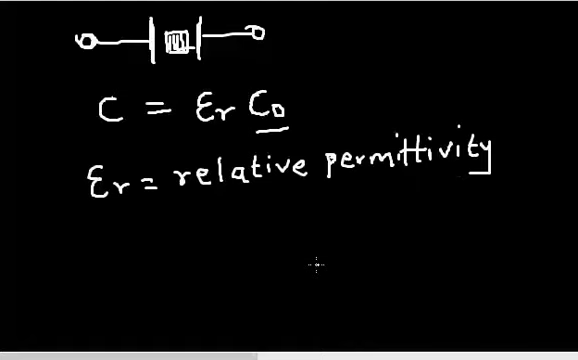 C = εr C0
εr = relative permittivity